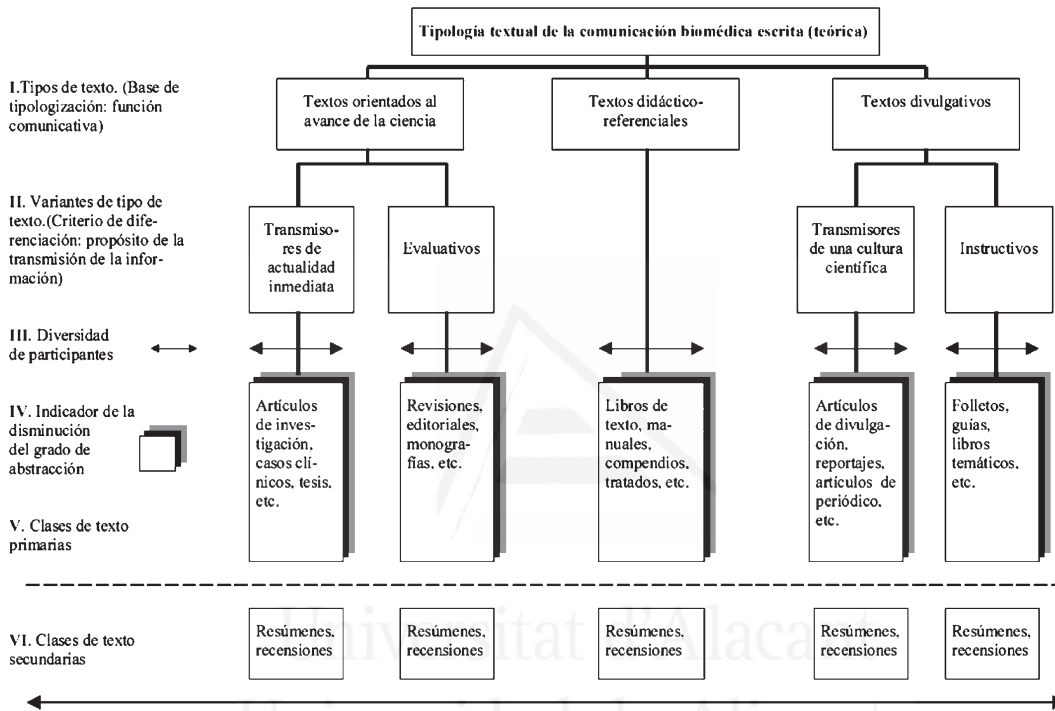 Tipología textual de la comunicación biomédica escrita (teórica)
I.Tipos de texto. (Base de
tipologización: función
comunicativa)
Textos orientados al
avance de la ciencia
Textos didáctico-
referenciales
Textos divulgativos
II. Variantes de tipo de
texto.(Criterio de dife-
renciación: propósito de la
transmisión de la infor-
mación)
Transmiso-
res de
actualidad
inmediata
Evaluativos
Transmisores
de una cultura
científica
Instructivos
III. Diversidad
de participantes
IV. Indicador de la
disminución
del grado de
abstracción
Artículos
de inves-
tigación,
casos clí-
nicos, tesis,
etc.
Revisiones,
editoriales,
monogra-
fías, etc.
Libros de
texto, ma-
nuales,
compendios,
tratados, etc.
Artículos
de divulga-
ción,
reportajes,
artículos de
periódico,
etc.
Folletos,
guías,
libros
temáticos,
etc.
V. Clases de texto
primarias
VI. Clases de texto
secundarias
Resúmenes,
recensiones
Resúmenes,
recensiones
Resúmenes,
recensiones
Resúmenes,
recensiones
Resúmenes,
recensiones
Universitat d'Alacant
Universidad de Alicante